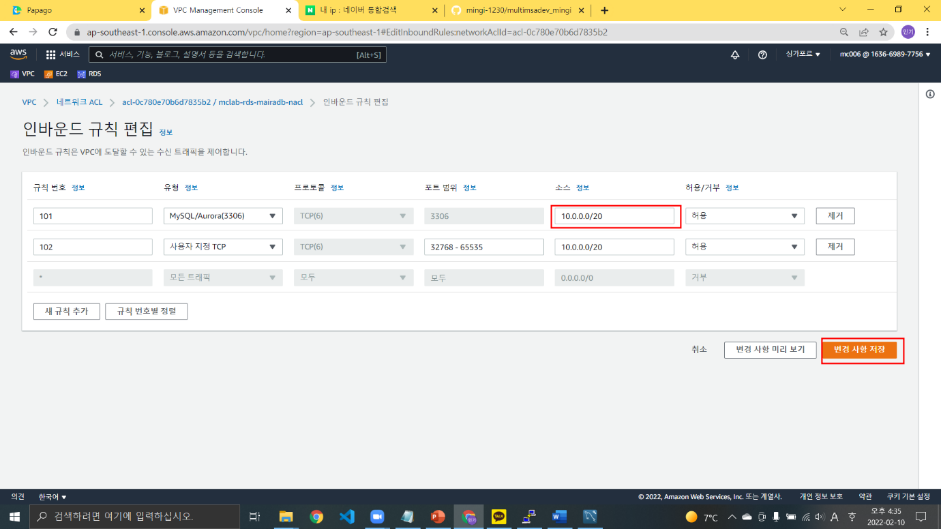 Papago
VPC Management Console
내 ip : 네이버 통합검색
mingi-1230/multimsadev_mingi
ap-southeast-1.console.aws.amazon.com/vpc/home?region=ap-southeast-1#EditInboundRules:networkAclId=acl-0c780e70b6d7835b2
민기
aws
서비스
서비스, 기능, 블로그, 설명서 등을 검색합니다.
[Alt+S]
싱가포르
mc006 @ 1636-6989-7756
VPC
EC2
RDS
VPC
네트워크 ACL
acl-0c780e70b6d7835b2 / mclab-rds-mairadb-nacl
인바운드 규칙 편집
인바운드 규칙 편집 정보
인바운드 규칙은 VPC에 도달할 수 있는 수신 트래픽을 제어합니다.
규칙 번호 정보
유형 정보
프로토콜 정보
포트 범위 정보
소스 정보
허용/거부 정보
101
MySQL/Aurora(3306)
TCP(6)
3306
10.0.0.0/20
허용
제거
102
사용자 지정 TCP
TCP(6)
32768 - 65535
10.0.0.0/20
허용
제거
*
모든 트래픽
모두
모두
0.0.0.0/0
거부
새 규칙 추가
규칙 번호별 정렬
취소
변경 사항 미리 보기
변경 사항 저장
의견
한국어
© 2022, Amazon Web Services, Inc. 또는 계열사.
개인 정보 보호
약관
쿠키 기본 설정
검색하려면 여기에 입력하십시오.
7°C
A
오후 4:35
2022-02-10